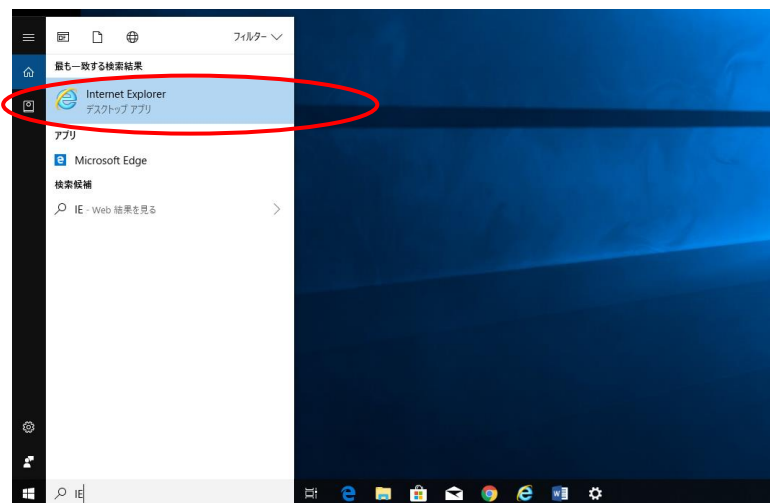 フィルター
最も一致する検索結果
Internet Explorer
デスクトップ アプリ
アプリ
Microsoft Edge
検索候補
IE - Web 結果を見る
IE